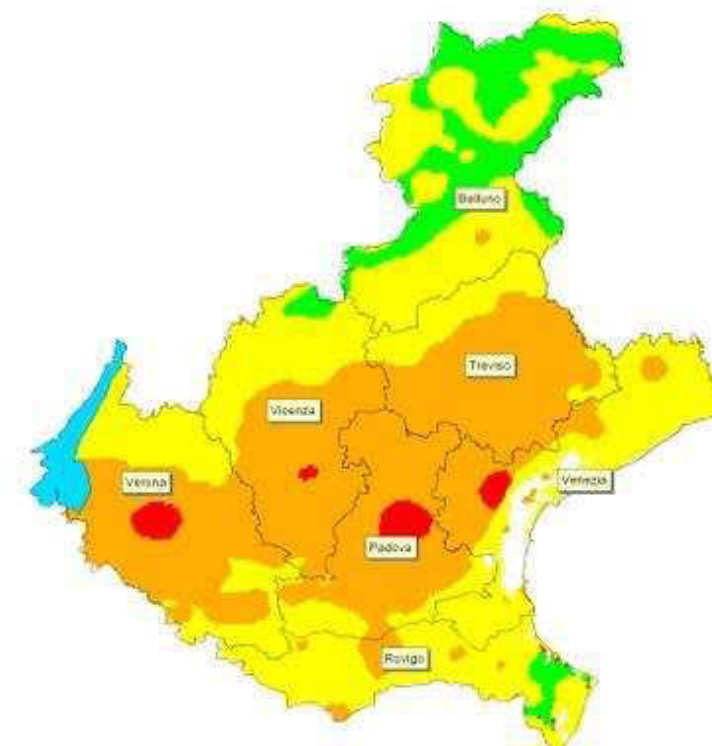 Belluno
Treviso
Vicenza
Verona
Venezia
Padova
Rovigo